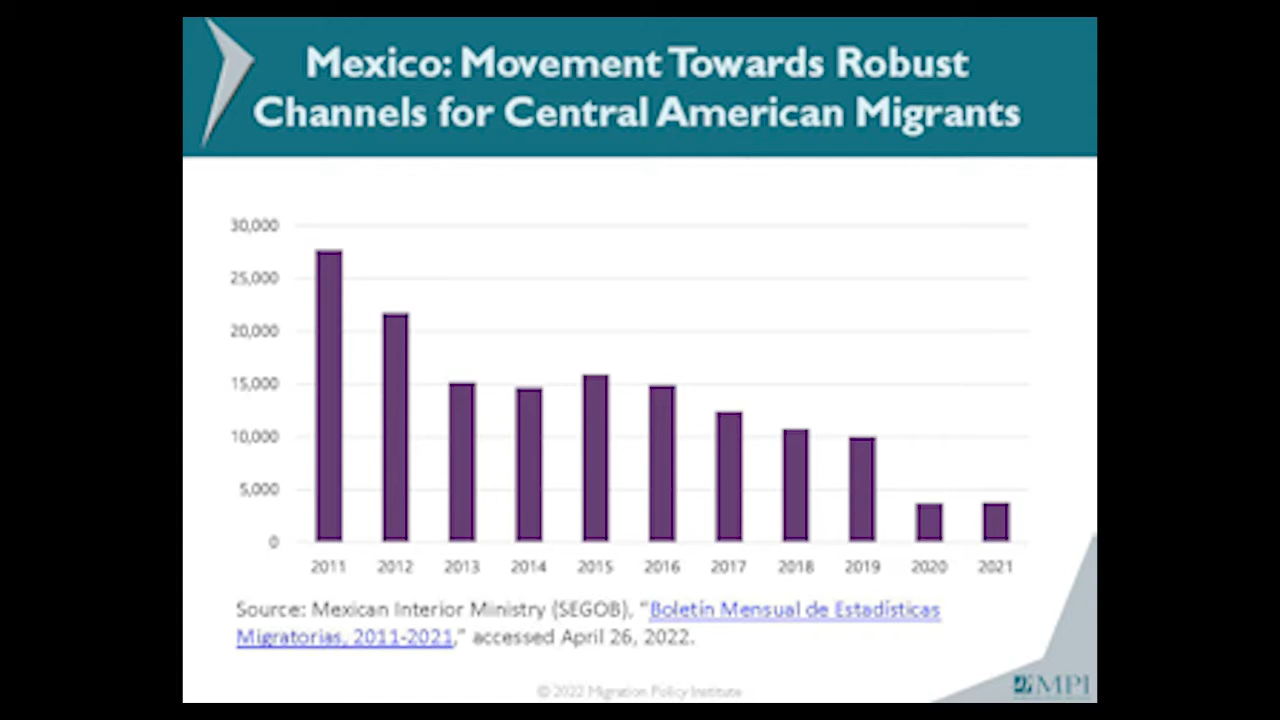 Mexico: Movement Towards Robust
Channels for Central American Migrants
30,000
25,000
20,000
15,000
10,000
5,000
0
2011 2012 2013 2014 2015 2016 2017 2018 2019 2020 2021
Source: Mexican Interior Ministry (SEGOB), “Boletín Mensual de Estadísticas
Migratorias, 2011-2021,” accessed April 26, 2022.
© 2022 Migration Policy Institute
MPI